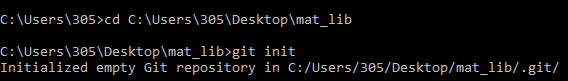 C:\Users\305>cd C:\Users\305\Desktop\mat_lib
C:\Users\305\Desktop\mat_lib>git init
Initialized empty Git repository in C:/Users/305/Desktop/mat_lib/.git/